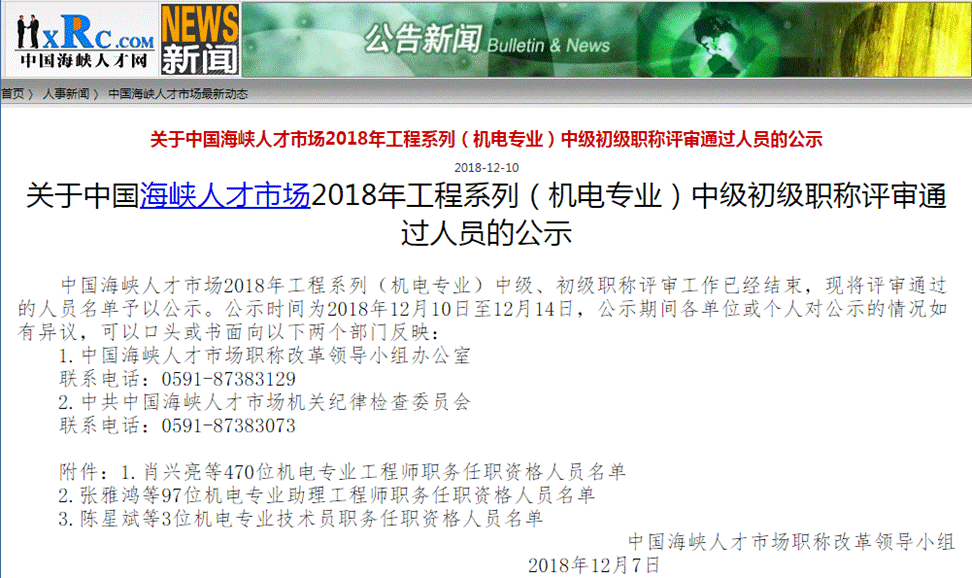 HxRc.com
中国海峡人才网
NEWS
新闻
公告新闻 Bulletin & News
首页 〉 人事新闻 〉 中国海峡人才市场最新动态
关于中国海峡人才市场2018年工程系列（机电专业）中级初级职称评审通过人员的公示
2018-12-10
关于中国海峡人才市场2018年工程系列（机电专业）中级初级职称评审通
过人员的公示
中国海峡人才市场2018年工程系列（机电专业）中级、初级职称评审工作已经结束，现将评审通过
的人员名单予以公示。公示时间为2018年12月10日至12月14日，公示期间各单位或个人对公示的情况如
有异议，可以口头或书面向以下两个部门反映：
1.中国海峡人才市场职称改革领导小组办公室
联系电话：0591-87383129
2.中共中国海峡人才市场机关纪律检查委员会
联系电话：0591-87383073
附件：1.肖兴亮等470位机电专业工程师职务任职资格人员名单
2.张雅鸿等97位机电专业助理工程师职务任职资格人员名单
3.陈星斌等3位机电专业技术员职务任职资格人员名单
中国海峡人才市场职称改革领导小组
2018年12月7日